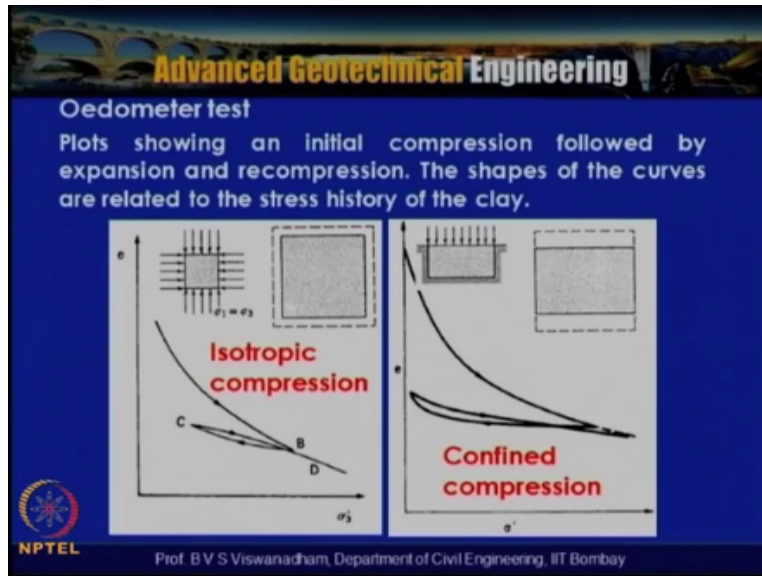 Advanced Geotechnical Engineering
Oedometer test
Plots showing an initial compression followed by
expansion and recompression. The shapes of the curves
are related to the stress history of the clay.
e
σ₁ = σ₃
Isotropic
compression
C
B
D
σ₃'
e
Confined
compression
σ'
NPTEL
Prof. B V S Viswanadham, Department of Civil Engineering, IIT Bombay